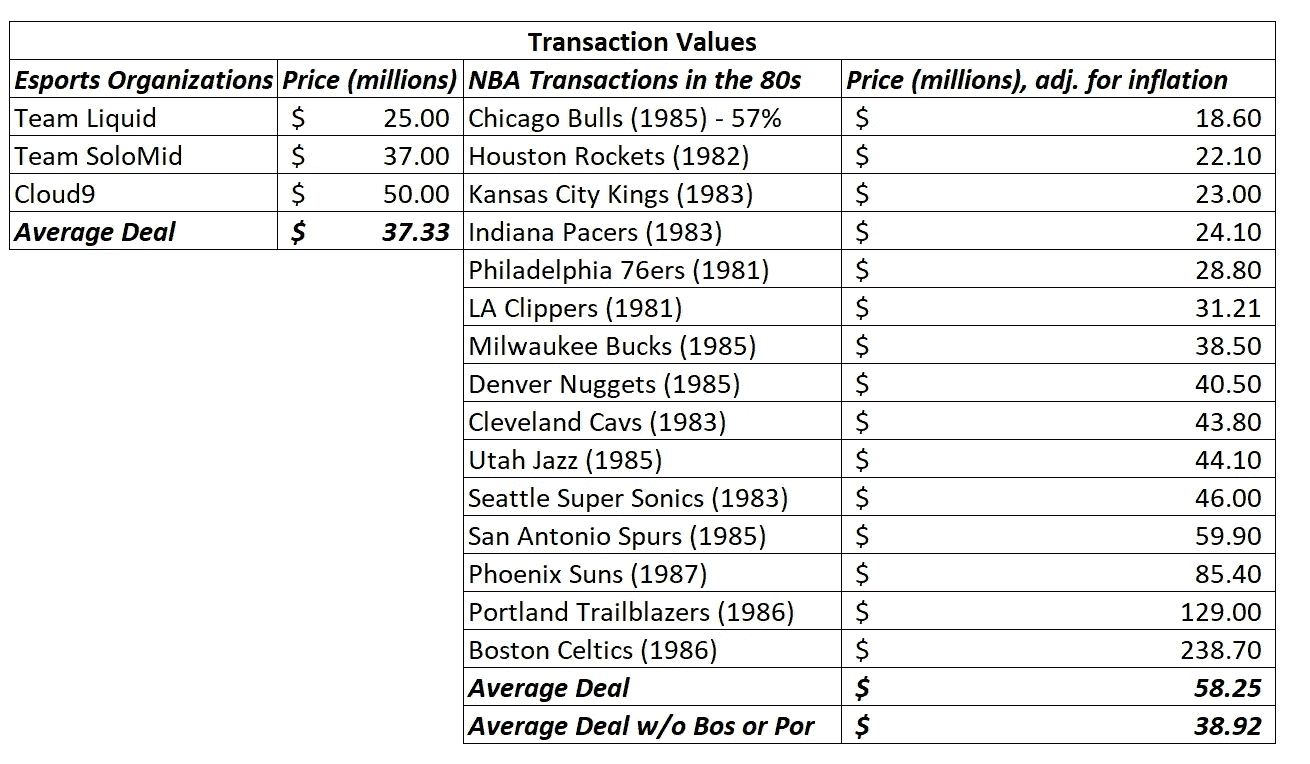 Transaction Values
Esports Organizations Price (millions) NBA Transactions in the 80s Price (millions), adj. for inflation
Team Liquid $ 25.00 Chicago Bulls (1985) - 57% $ 18.60
Team SoloMid $ 37.00 Houston Rockets (1982) $ 22.10
Cloud9 $ 50.00 Kansas City Kings (1983) $ 23.00
Average Deal $ 37.33 Indiana Pacers (1983) $ 24.10
Philadelphia 76ers (1981) $ 28.80
LA Clippers (1981) $ 31.21
Milwaukee Bucks (1985) $ 38.50
Denver Nuggets (1985) $ 40.50
Cleveland Cavs (1983) $ 43.80
Utah Jazz (1985) $ 44.10
Seattle Super Sonics (1983) $ 46.00
San Antonio Spurs (1985) $ 59.90
Phoenix Suns (1987) $ 85.40
Portland Trailblazers (1986) $ 129.00
Boston Celtics (1986) $ 238.70
Average Deal $ 58.25
Average Deal w/o Bos or Por $ 38.92